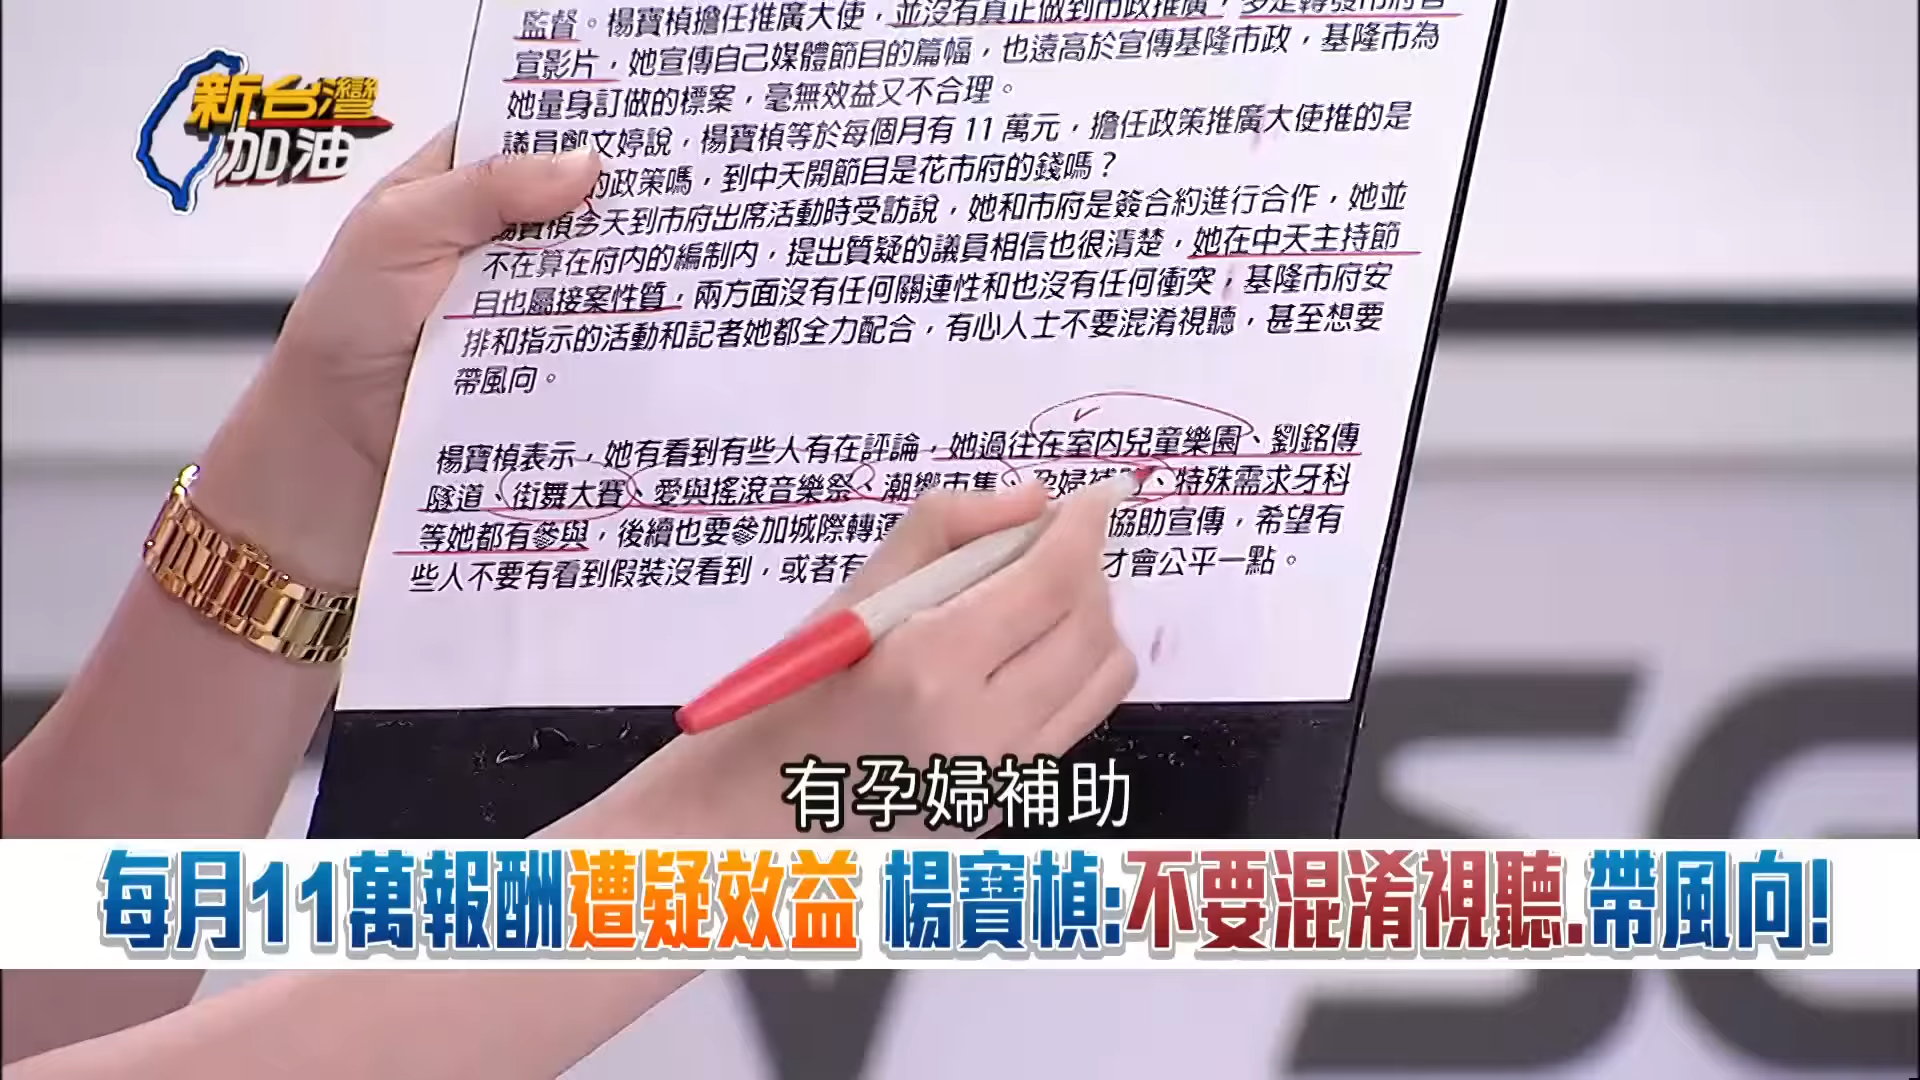 新台灣
加油
監督。楊寶楨擔任推廣大使，並沒有真正做到市政推廣，多是轉發市府官
宣影片，她宣傳自己媒體節目的篇幅，也遠高於宣傳基隆市政，基隆市為
她量身訂做的標案，毫無效益又不合理。
議員鄭文婷說，楊寶楨等於每個月有 11 萬元，擔任政策推廣大使推的是
的政策嗎，到中天開節目是花市府的錢嗎？
楊寶楨今天到市府出席活動時受訪說，她和市府是簽合約進行合作，她並
不在算在府內的編制內，提出質疑的議員相信也很清楚，她在中天主持節
目也屬接案性質，兩方面沒有任何關連性和也沒有任何衝突，基隆市府安
排和指示的活動和記者她都全力配合，有心人士不要混淆視聽，甚至想要
帶風向。
楊寶楨表示，她有看到有些人有在評論，她過往在室內兒童樂園、劉銘傳
隧道、街舞大賽、愛與搖滾音樂祭、潮響市集、孕婦補助、特殊需求牙科
等她都有參與，後續也要參加城際轉運 協助宣傳，希望有
些人不要有看到假裝沒看到，或者有 才會公平一點。
有孕婦補助
每月11萬報酬遭疑效益 楊寶楨:不要混淆視聽.帶風向!